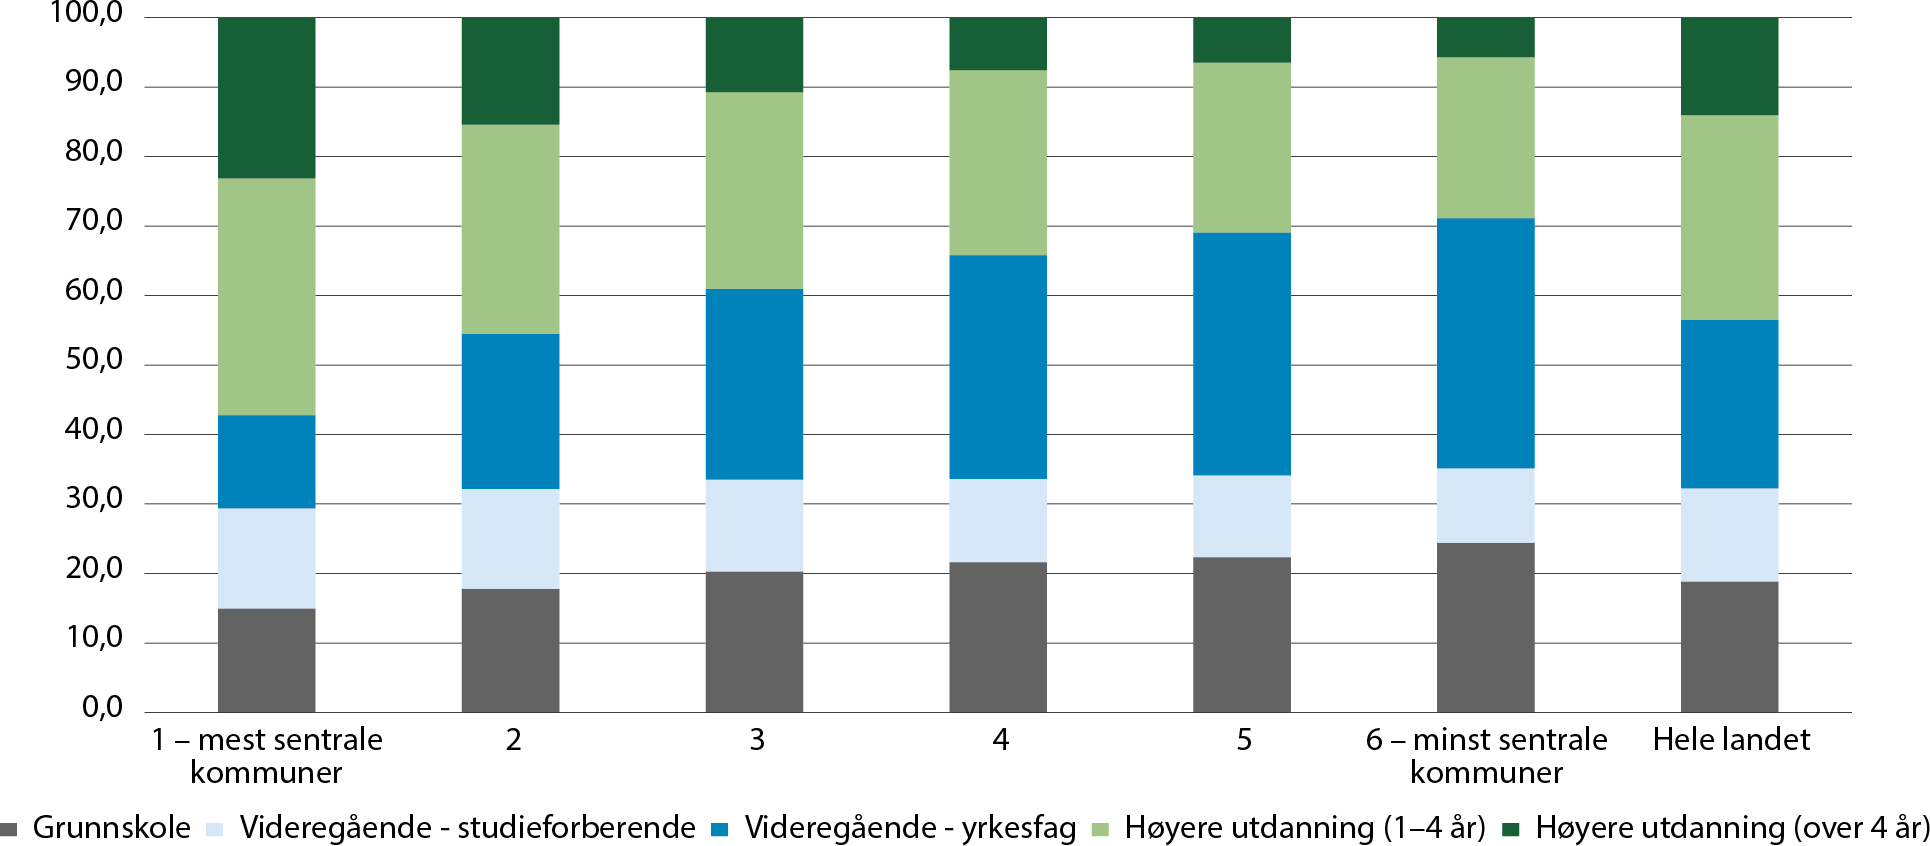 100,0
90,0
80,0
70,0
60,0
50,0
40,0
30,0
20,0
10,0
0,0
1 – mest sentrale kommuner
2
3
4
5
6 – minst sentrale kommuner
Hele landet
Grunnskole
Videregående - studieforberende
Videregående - yrkesfag
Høyere utdanning (1–4 år)
Høyere utdanning (over 4 år)